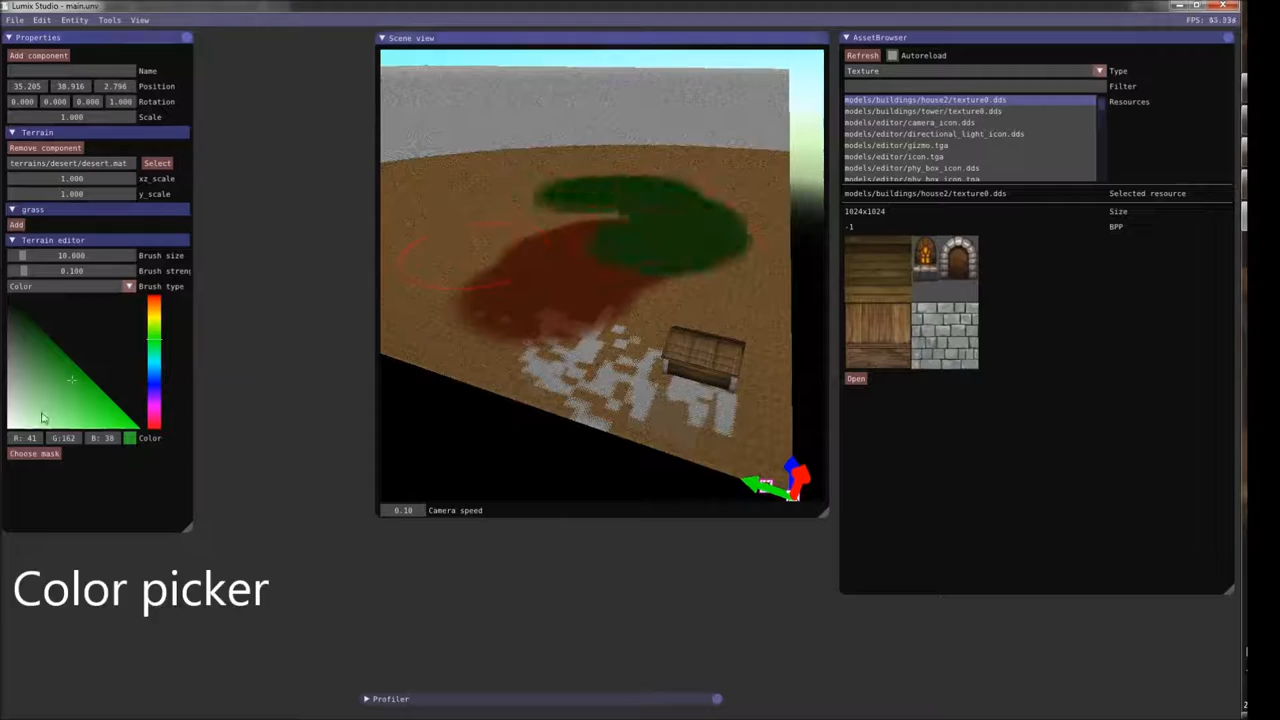 Lumix Studio - main.unv
File Edit Entity Tools View
Properties
Add component
Name
35.205 38.916 2.796 Position
0.000 0.000 0.000 1.000 Rotation
1.000 Scale
Terrain
Remove component
terrains/desert/desert.mat Select
1.000 xz_scale
1.000 y_scale
grass
Add
Terrain editor
10.000 Brush size
0.100 Brush streng
Color Brush type
R: 41 G:162 B: 38 Color
Choose mask
Color picker
Scene view
0.10 Camera speed
Profiler
AssetBrowser
Refresh Autoreload
Texture Type
Filter
models/buildings/house2/texture0.dds Resources
models/buildings/tower/texture0.dds
models/editor/camera_icon.dds
models/editor/directional_light_icon.dds
models/editor/gizmo.tga
models/editor/icon.tga
models/editor/phy_box_icon.dds
models/editor/phy_box_icon.tga
models/buildings/house2/texture0.dds Selected resource
1024x1024 Size
-1 BPP
Open